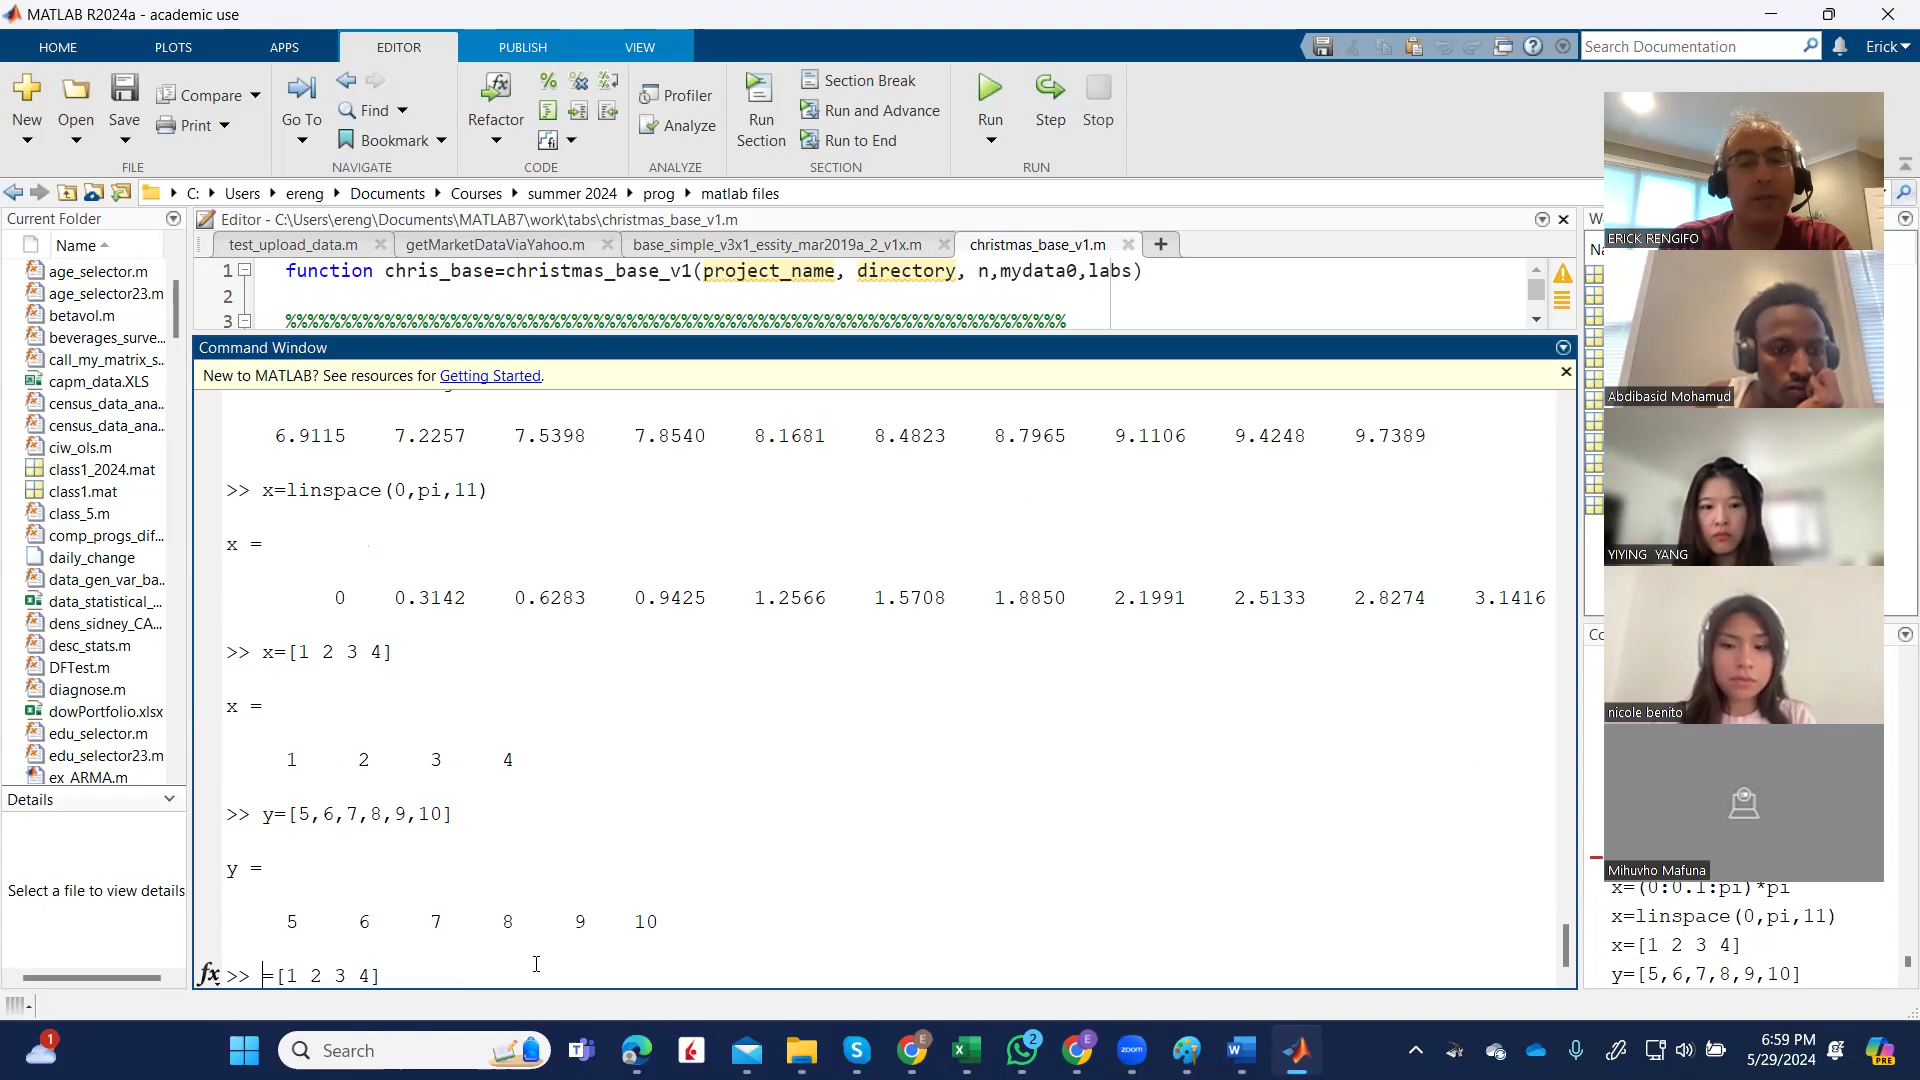 MATLAB R2024a - academic use
HOME PLOTS APPS EDITOR PUBLISH VIEW
Search Documentation
Erick
New Open Save Compare Print
FILE
Go To Find Bookmark
NAVIGATE
Refactor
CODE
Profiler Analyze
ANALYZE
Run Section Section Break Run and Advance Run to End
SECTION
Run Step Stop
RUN
C: Users ereng Documents Courses summer 2024 prog matlab files
Current Folder
Name
age_selector.m
age_selector23.m
betavol.m
beverages_surve...
call_my_matrix_s...
capm_data.XLS
census_data_ana...
census_data_ana...
ciw_ols.m
class1_2024.mat
class1.mat
class_5.m
comp_progs_dif...
daily_change
data_gen_var_ba...
data_statistical_...
dens_sidney_CA...
desc_stats.m
DFTest.m
diagnose.m
dowPortfolio.xlsx
edu_selector.m
edu_selector23.m
ex_ARMA.m
Details
Select a file to view details
Editor - C:\Users\ereng\Documents\MATLAB7\work\tabs\christmas_base_v1.m
test_upload_data.m getMarketDataViaYahoo.m base_simple_v3x1_essity_mar2019a_2_v1x.m christmas_base_v1.m
1 function chris_base=christmas_base_v1(project_name, directory, n,mydata0,labs)
2
3
Command Window
New to MATLAB? See resources for Getting Started.
6.9115 7.2257 7.5398 7.8540 8.1681 8.4823 8.7965 9.1106 9.4248 9.7389
>> x=linspace(0,pi,11)
x =
0 0.3142 0.6283 0.9425 1.2566 1.5708 1.8850 2.1991 2.5133 2.8274 3.1416
>> x=[1 2 3 4]
x =
1 2 3 4
>> y=[5,6,7,8,9,10]
y =
5 6 7 8 9 10
fx >> =[1 2 3 4]
ERICK RENGIFO
Abdibasid Mohamud
YIYING YANG
nicole benito
Mihuvho Mafuna
x=(0:0.1:pi)*pi
x=linspace(0,pi,11)
x=[1 2 3 4]
y=[5,6,7,8,9,10]
1
Search
2
zoom
6:59 PM
5/29/2024
PRE